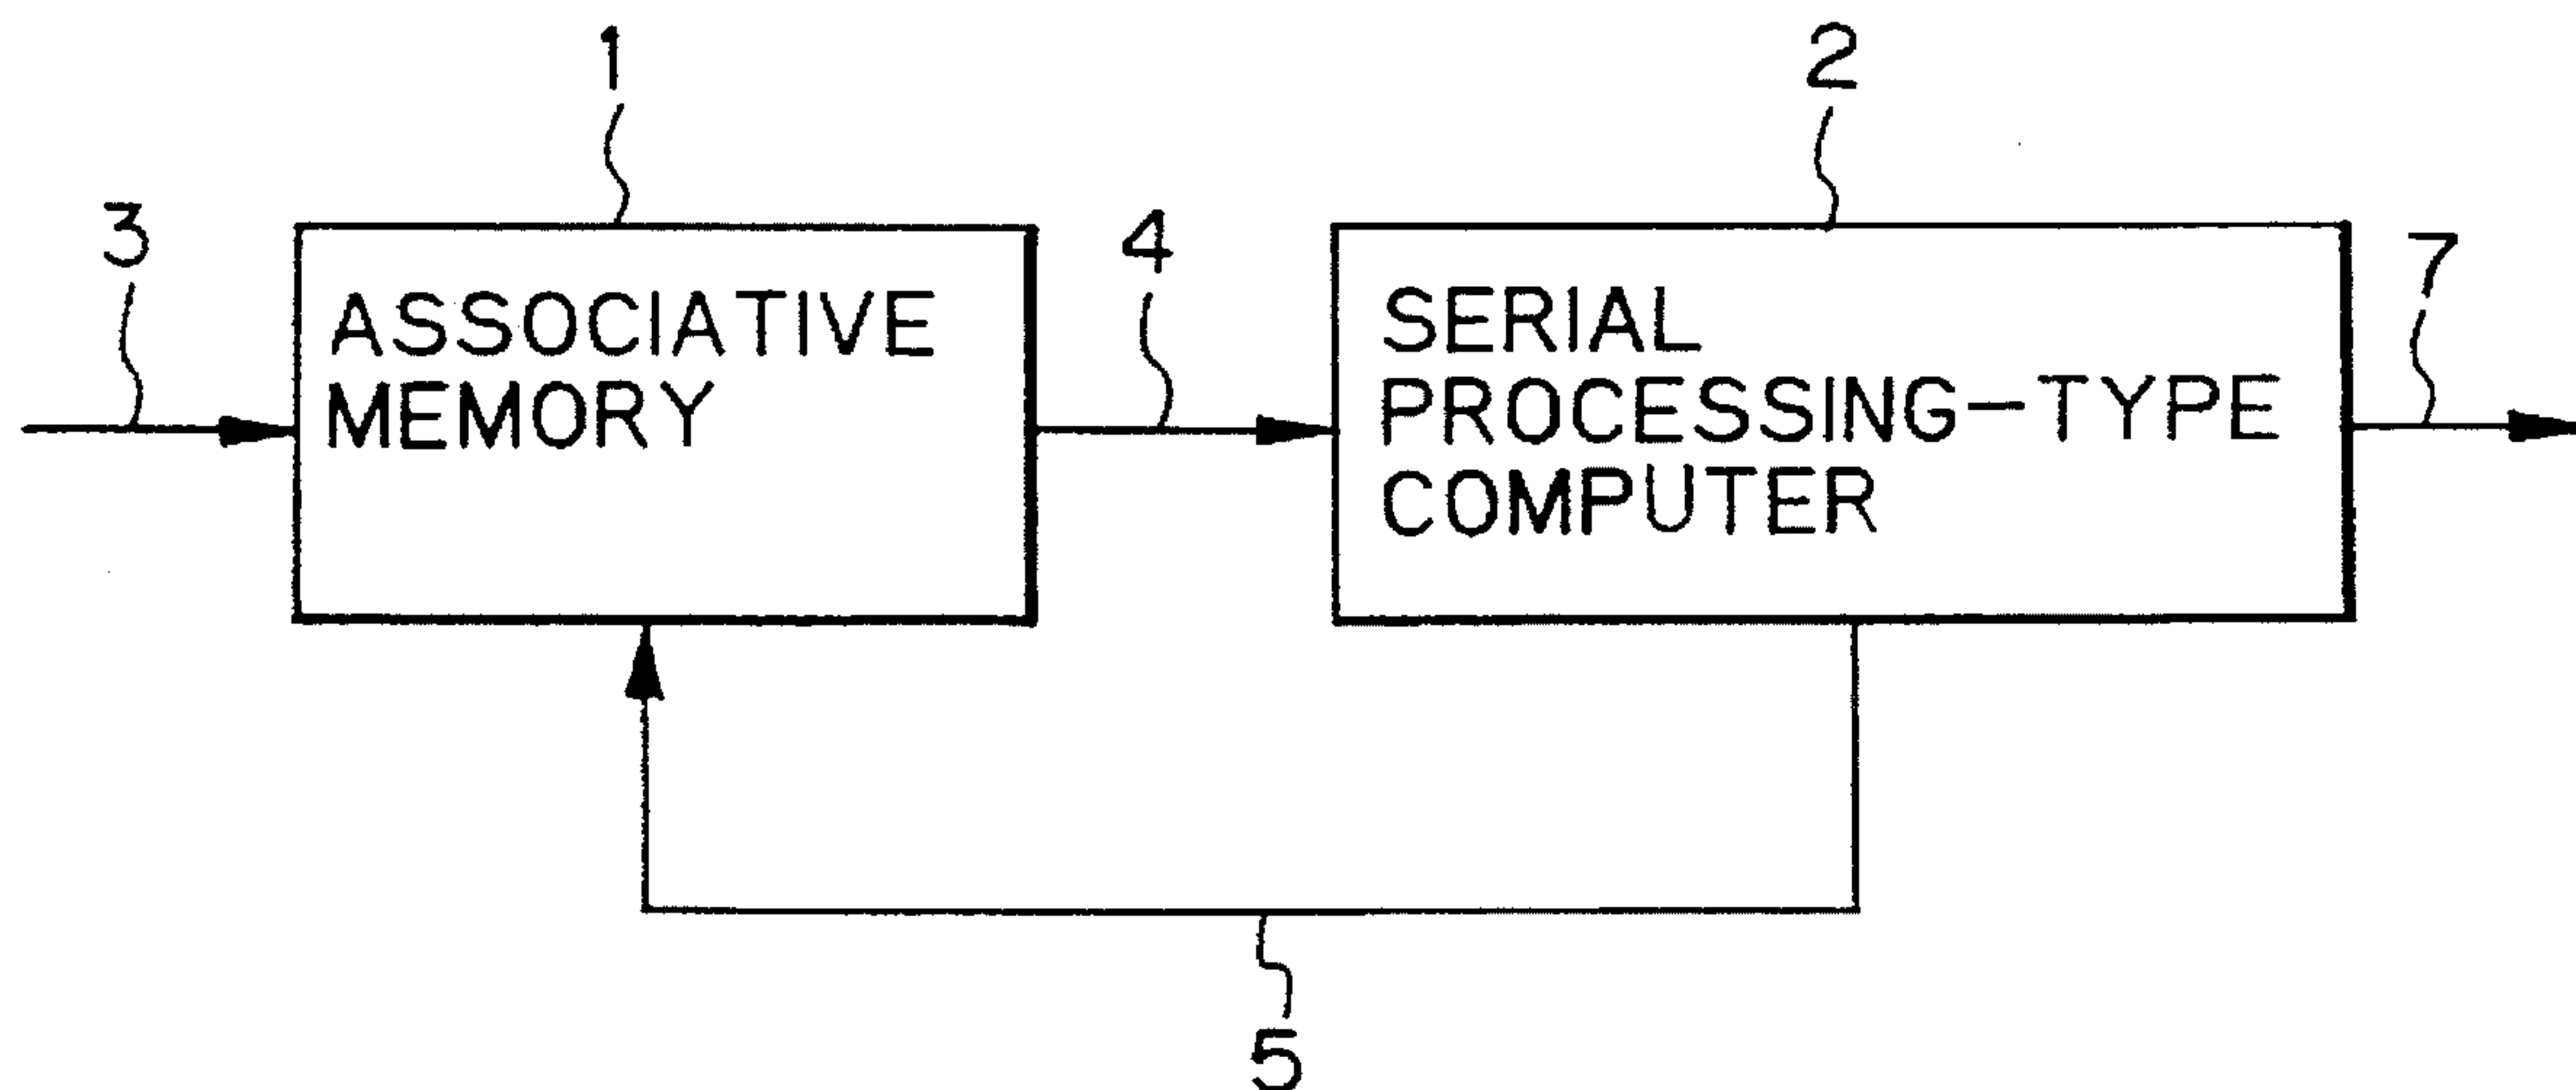 1
2
3
4
7
ASSOCIATIVE
MEMORY
SERIAL
PROCESSING-TYPE
COMPUTER
5